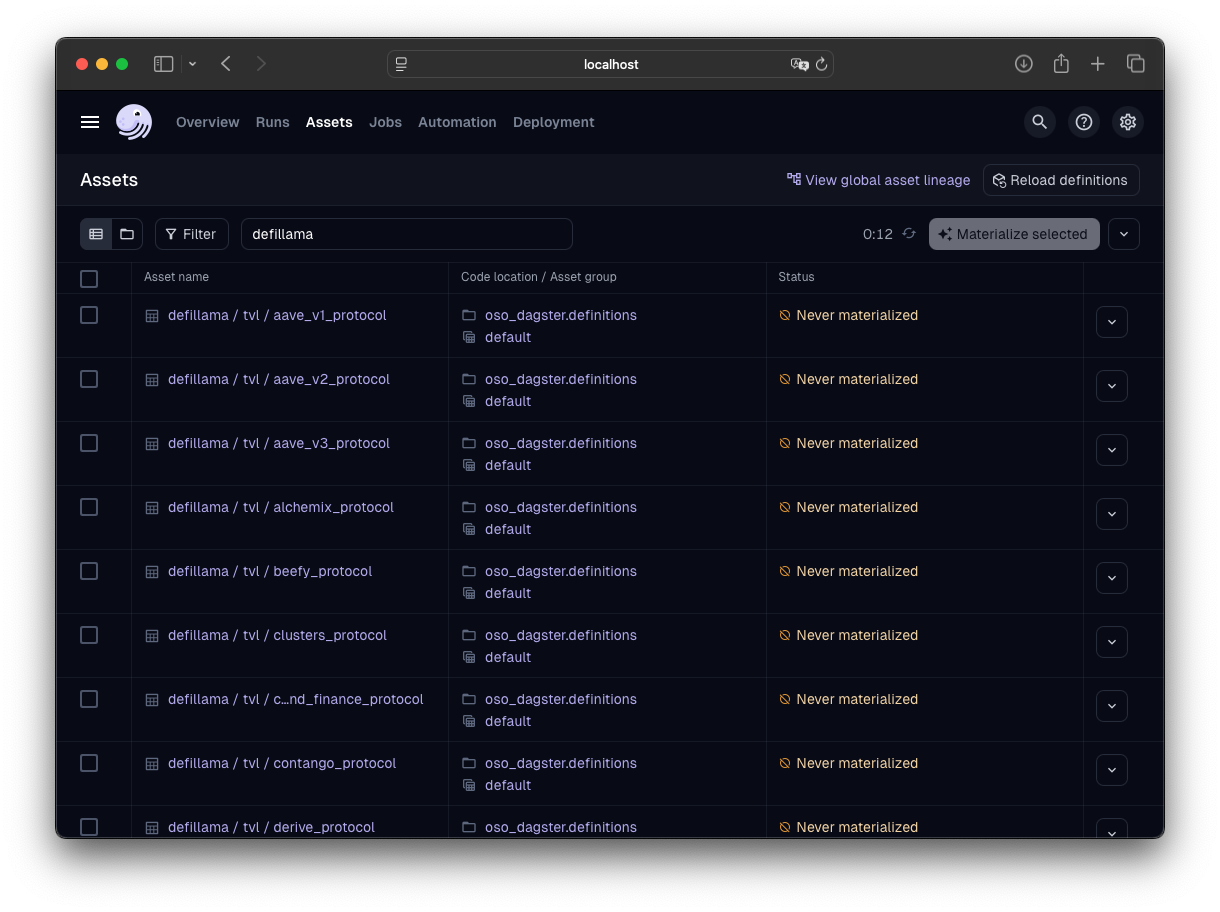 localhost
Overview Runs Assets Jobs Automation Deployment
Assets
View global asset lineage Reload definitions
Filter defillama 0:12 Materialize selected
Asset name Code location / Asset group Status
defillama / tvl / aave_v1_protocol oso_dagster.definitions Never materialized
default
defillama / tvl / aave_v2_protocol oso_dagster.definitions Never materialized
default
defillama / tvl / aave_v3_protocol oso_dagster.definitions Never materialized
default
defillama / tvl / alchemix_protocol oso_dagster.definitions Never materialized
default
defillama / tvl / beefy_protocol oso_dagster.definitions Never materialized
default
defillama / tvl / clusters_protocol oso_dagster.definitions Never materialized
default
defillama / tvl / c…nd_finance_protocol oso_dagster.definitions Never materialized
default
defillama / tvl / contango_protocol oso_dagster.definitions Never materialized
default
defillama / tvl / derive_protocol oso_dagster.definitions Never materialized